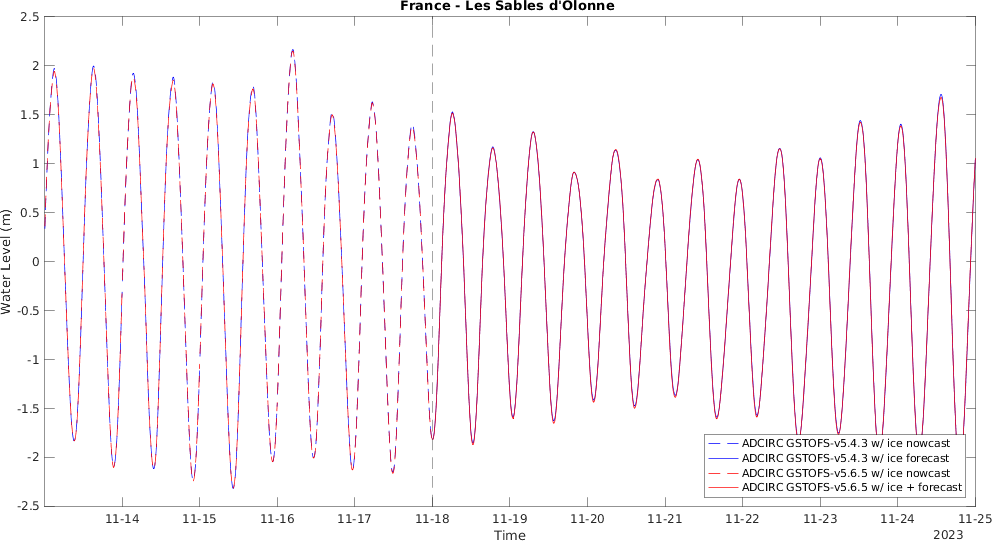 France - Les Sables d'Olonne
2.5
2
1.5
1
0.5
0
-0.5
-1
-1.5
-2
-2.5
Water Level (m)
ADCIRC GSTOFS-v5.4.3 w/ ice nowcast
ADCIRC GSTOFS-v5.4.3 w/ ice forecast
ADCIRC GSTOFS-v5.6.5 w/ ice nowcast
ADCIRC GSTOFS-v5.6.5 w/ ice + forecast
11-14 11-15 11-16 11-17 11-18 11-19 11-20 11-21 11-22 11-23 11-24 11-25
Time
2023